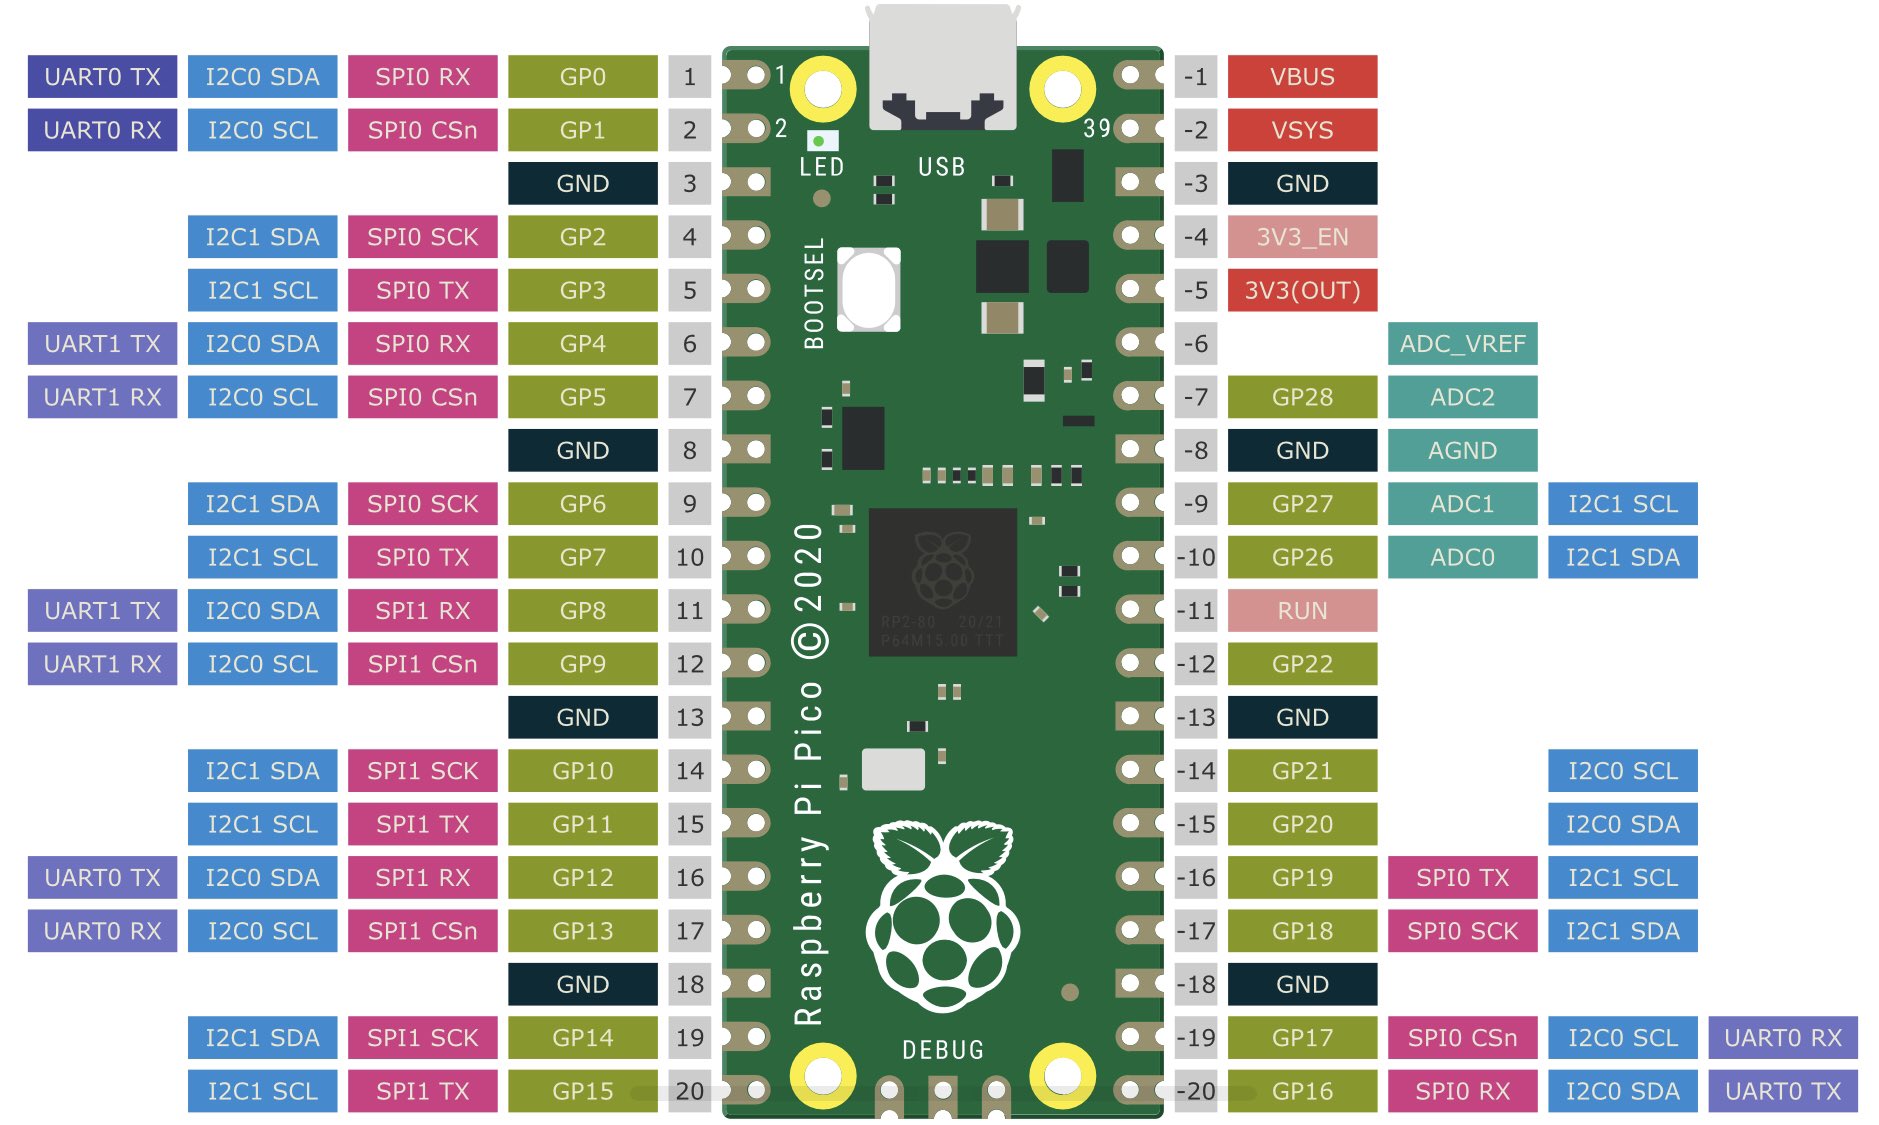 UART0 TX I2C0 SDA SPI0 RX GP0 1 1 -1 VBUS
UART0 RX I2C0 SCL SPI0 CSn GP1 2 2 39 -2 VSYS
LED USB
GND 3 -3 GND
I2C1 SDA SPI0 SCK GP2 4 -4 3V3_EN
I2C1 SCL SPI0 TX GP3 5 -5 3V3(OUT)
BOOTSEL
UART1 TX I2C0 SDA SPI0 RX GP4 6 -6 ADC_VREF
UART1 RX I2C0 SCL SPI0 CSn GP5 7 -7 GP28 ADC2
GND 8 -8 GND AGND
I2C1 SDA SPI0 SCK GP6 9 -9 GP27 ADC1 I2C1 SCL
I2C1 SCL SPI0 TX GP7 10 -10 GP26 ADC0 I2C1 SDA
UART1 TX I2C0 SDA SPI1 RX GP8 11 -11 RUN
RP2-80 20/21
P64M15.00 TTT
UART1 RX I2C0 SCL SPI1 CSn GP9 12 -12 GP22
GND 13 -13 GND
Raspberry Pi Pico ©2020
I2C1 SDA SPI1 SCK GP10 14 -14 GP21 I2C0 SCL
I2C1 SCL SPI1 TX GP11 15 -15 GP20 I2C0 SDA
UART0 TX I2C0 SDA SPI1 RX GP12 16 -16 GP19 SPI0 TX I2C1 SCL
UART0 RX I2C0 SCL SPI1 CSn GP13 17 -17 GP18 SPI0 SCK I2C1 SDA
GND 18 -18 GND
I2C1 SDA SPI1 SCK GP14 19 -19 GP17 SPI0 CSn I2C0 SCL UART0 RX
DEBUG
I2C1 SCL SPI1 TX GP15 20 -20 GP16 SPI0 RX I2C0 SDA UART0 TX